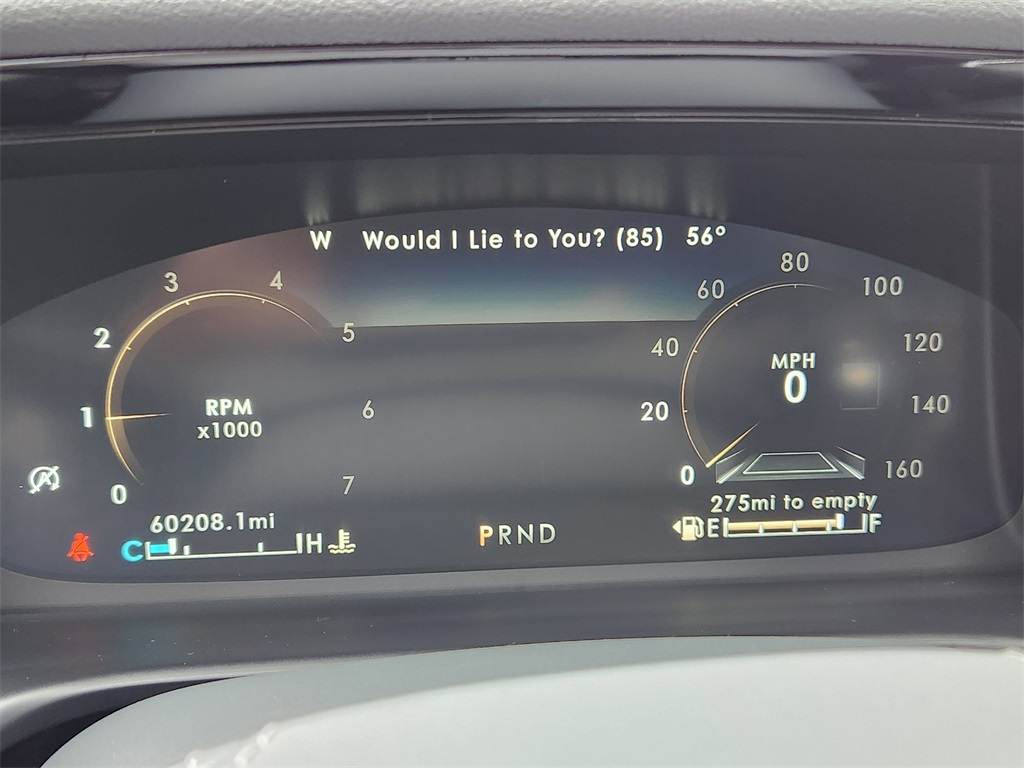 W Would I Lie to You? (85) 56°
3 4
2 5
1 6
0 7
RPM
x1000
80
60 100
40 120
20 140
0 160
MPH
0
60208.1mi
C H
PRND
275mi to empty
E F
A